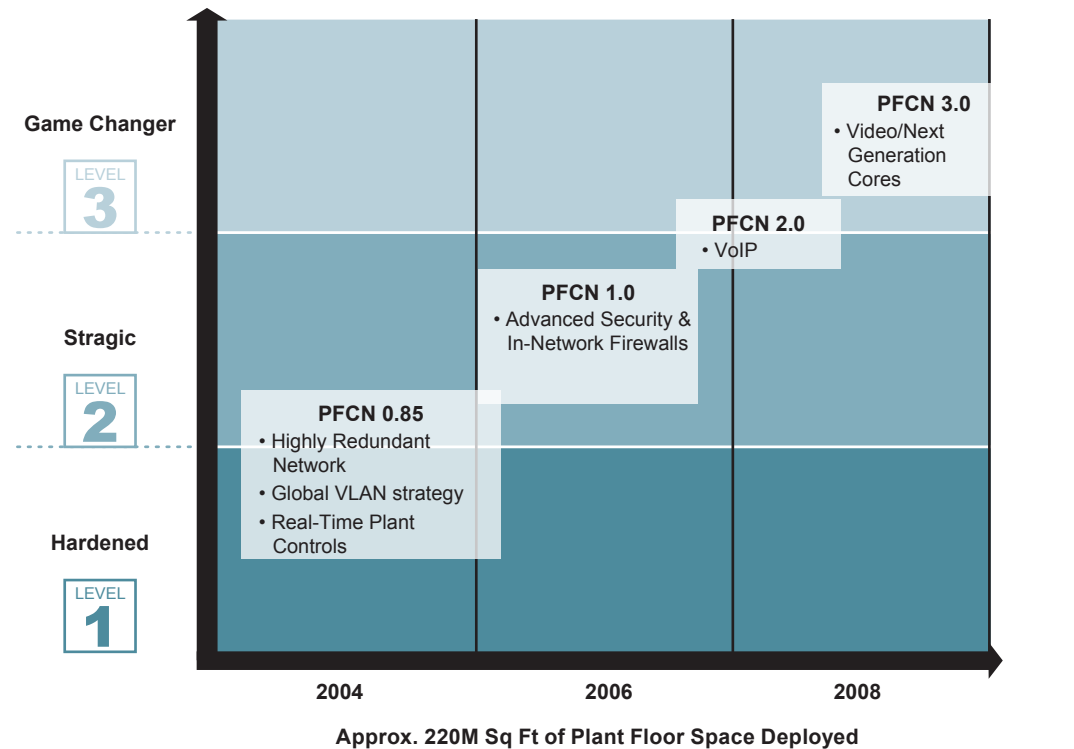 Game Changer
LEVEL
3
Stragic
LEVEL
2
Hardened
LEVEL
1
PFCN 3.0
• Video/Next
Generation
Cores
PFCN 2.0
• VoIP
PFCN 1.0
• Advanced Security &
In-Network Firewalls
PFCN 0.85
• Highly Redundant
Network
• Global VLAN strategy
• Real-Time Plant
Controls
2004
2006
2008
Approx. 220M Sq Ft of Plant Floor Space Deployed